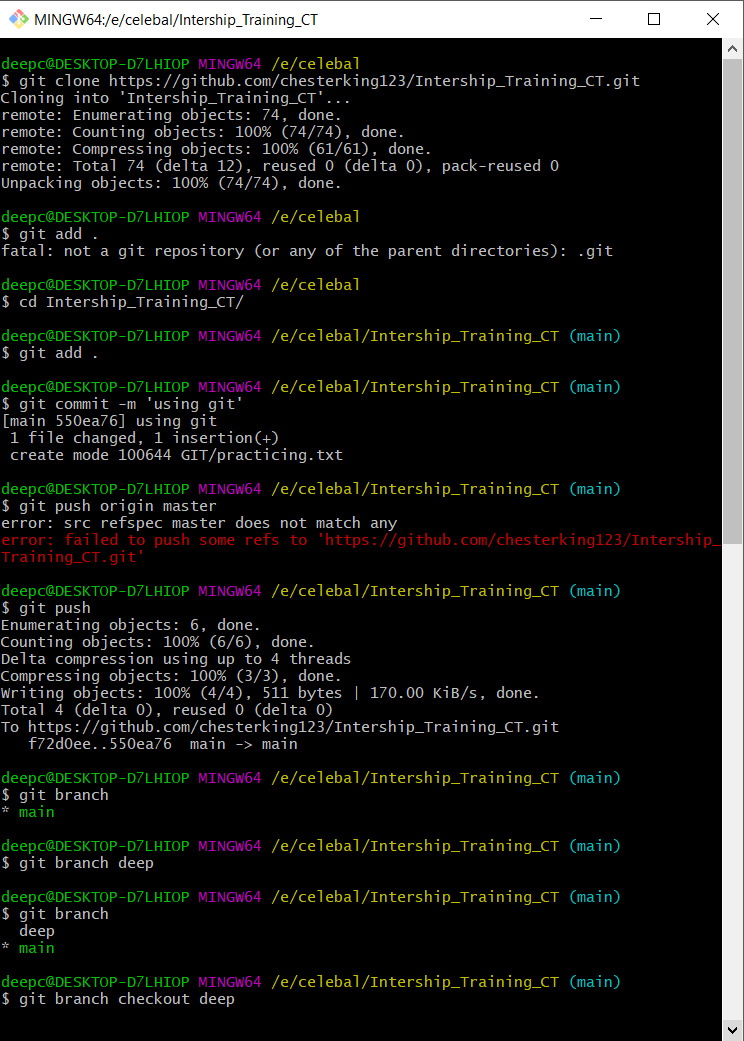 MINGW64:/e/celebal/Intership_Training_CT
deepc@DESKTOP-D7LHIOP MINGW64 /e/celebal
$ git clone https://github.com/chesterking123/Intership_Training_CT.git
Cloning into 'Intership_Training_CT'...
remote: Enumerating objects: 74, done.
remote: Counting objects: 100% (74/74), done.
remote: Compressing objects: 100% (61/61), done.
remote: Total 74 (delta 12), reused 0 (delta 0), pack-reused 0
Unpacking objects: 100% (74/74), done.
deepc@DESKTOP-D7LHIOP MINGW64 /e/celebal
$ git add .
fatal: not a git repository (or any of the parent directories): .git
deepc@DESKTOP-D7LHIOP MINGW64 /e/celebal
$ cd Intership_Training_CT/
deepc@DESKTOP-D7LHIOP MINGW64 /e/celebal/Intership_Training_CT (main)
$ git add .
deepc@DESKTOP-D7LHIOP MINGW64 /e/celebal/Intership_Training_CT (main)
$ git commit -m 'using git'
[main 550ea76] using git
1 file changed, 1 insertion(+)
create mode 100644 GIT/practicing.txt
deepc@DESKTOP-D7LHIOP MINGW64 /e/celebal/Intership_Training_CT (main)
$ git push origin master
error: src refspec master does not match any
error: failed to push some refs to 'https://github.com/chesterking123/Intership_
Training_CT.git'
deepc@DESKTOP-D7LHIOP MINGW64 /e/celebal/Intership_Training_CT (main)
$ git push
Enumerating objects: 6, done.
Counting objects: 100% (6/6), done.
Delta compression using up to 4 threads
Compressing objects: 100% (3/3), done.
Writing objects: 100% (4/4), 511 bytes | 170.00 KiB/s, done.
Total 4 (delta 0), reused 0 (delta 0)
To https://github.com/chesterking123/Intership_Training_CT.git
f72d0ee..550ea76  main -> main
deepc@DESKTOP-D7LHIOP MINGW64 /e/celebal/Intership_Training_CT (main)
$ git branch
* main
deepc@DESKTOP-D7LHIOP MINGW64 /e/celebal/Intership_Training_CT (main)
$ git branch deep
deepc@DESKTOP-D7LHIOP MINGW64 /e/celebal/Intership_Training_CT (main)
$ git branch
deep
* main
deepc@DESKTOP-D7LHIOP MINGW64 /e/celebal/Intership_Training_CT (main)
$ git branch checkout deep